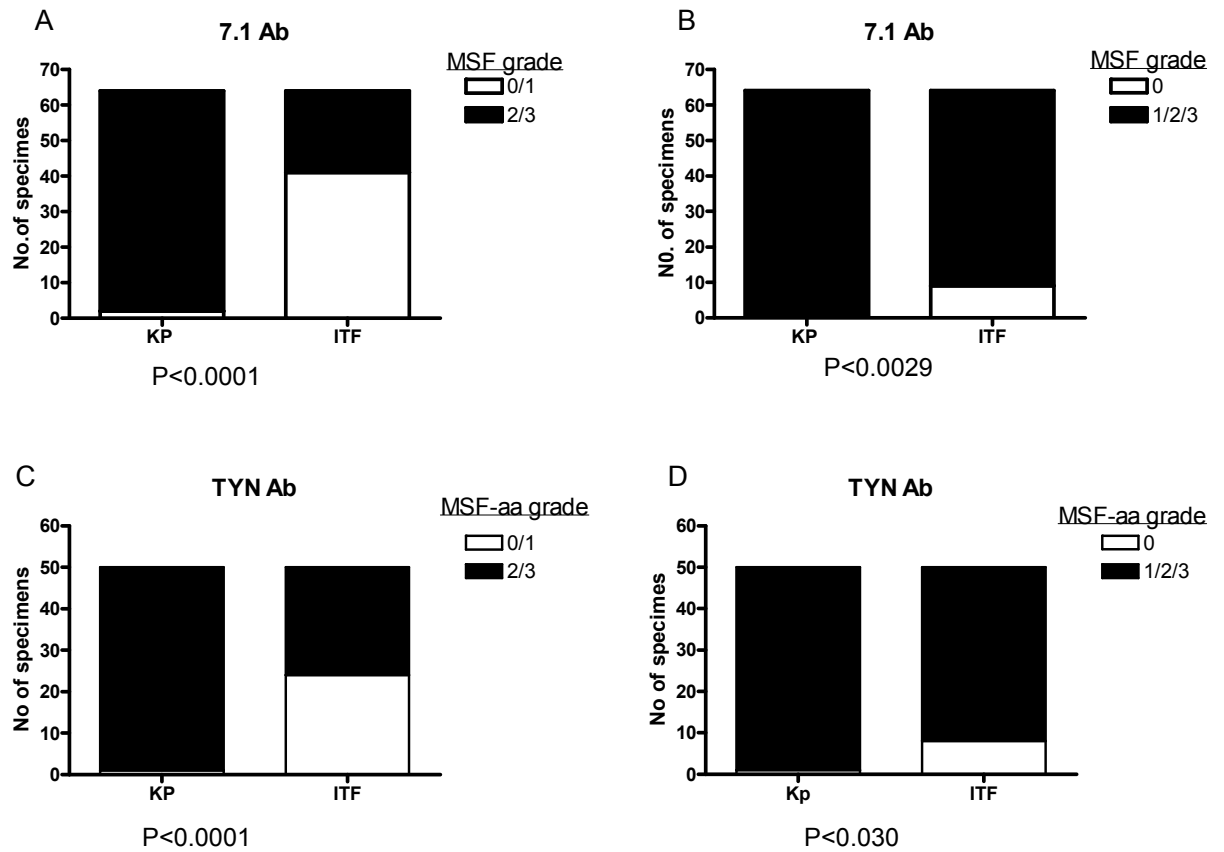 A
7.1 Ab
MSF grade
0/1
2/3
No.of specimens
70
60
50
40
30
20
10
0
KP ITF
P<0.0001
B
7.1 Ab
MSF grade
0
1/2/3
N0. of specimens
70
60
50
40
30
20
10
0
KP ITF
P<0.0029
C
TYN Ab
MSF-aa grade
0/1
2/3
No of specimens
60
50
40
30
20
10
0
KP ITF
P<0.0001
D
TYN Ab
MSF-aa grade
0
1/2/3
No of specimes
60
50
40
30
20
10
0
Kp ITF
P<0.030